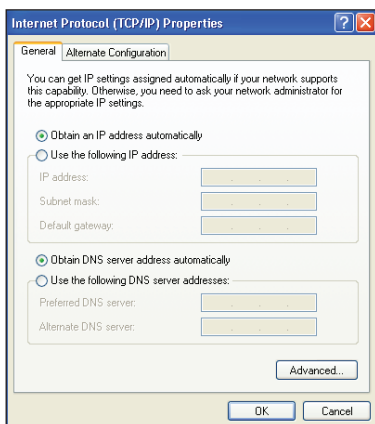 Internet Protocol (TCP/IP) Properties
General Alternate Configuration
You can get IP settings assigned automatically if your network supports
this capability. Otherwise, you need to ask your network administrator for
the appropriate IP settings.
Obtain an IP address automatically
Use the following IP address:
IP address:
Subnet mask:
Default gateway:
Obtain DNS server address automatically
Use the following DNS server addresses:
Preferred DNS server:
Alternate DNS server:
Advanced...
OK Cancel